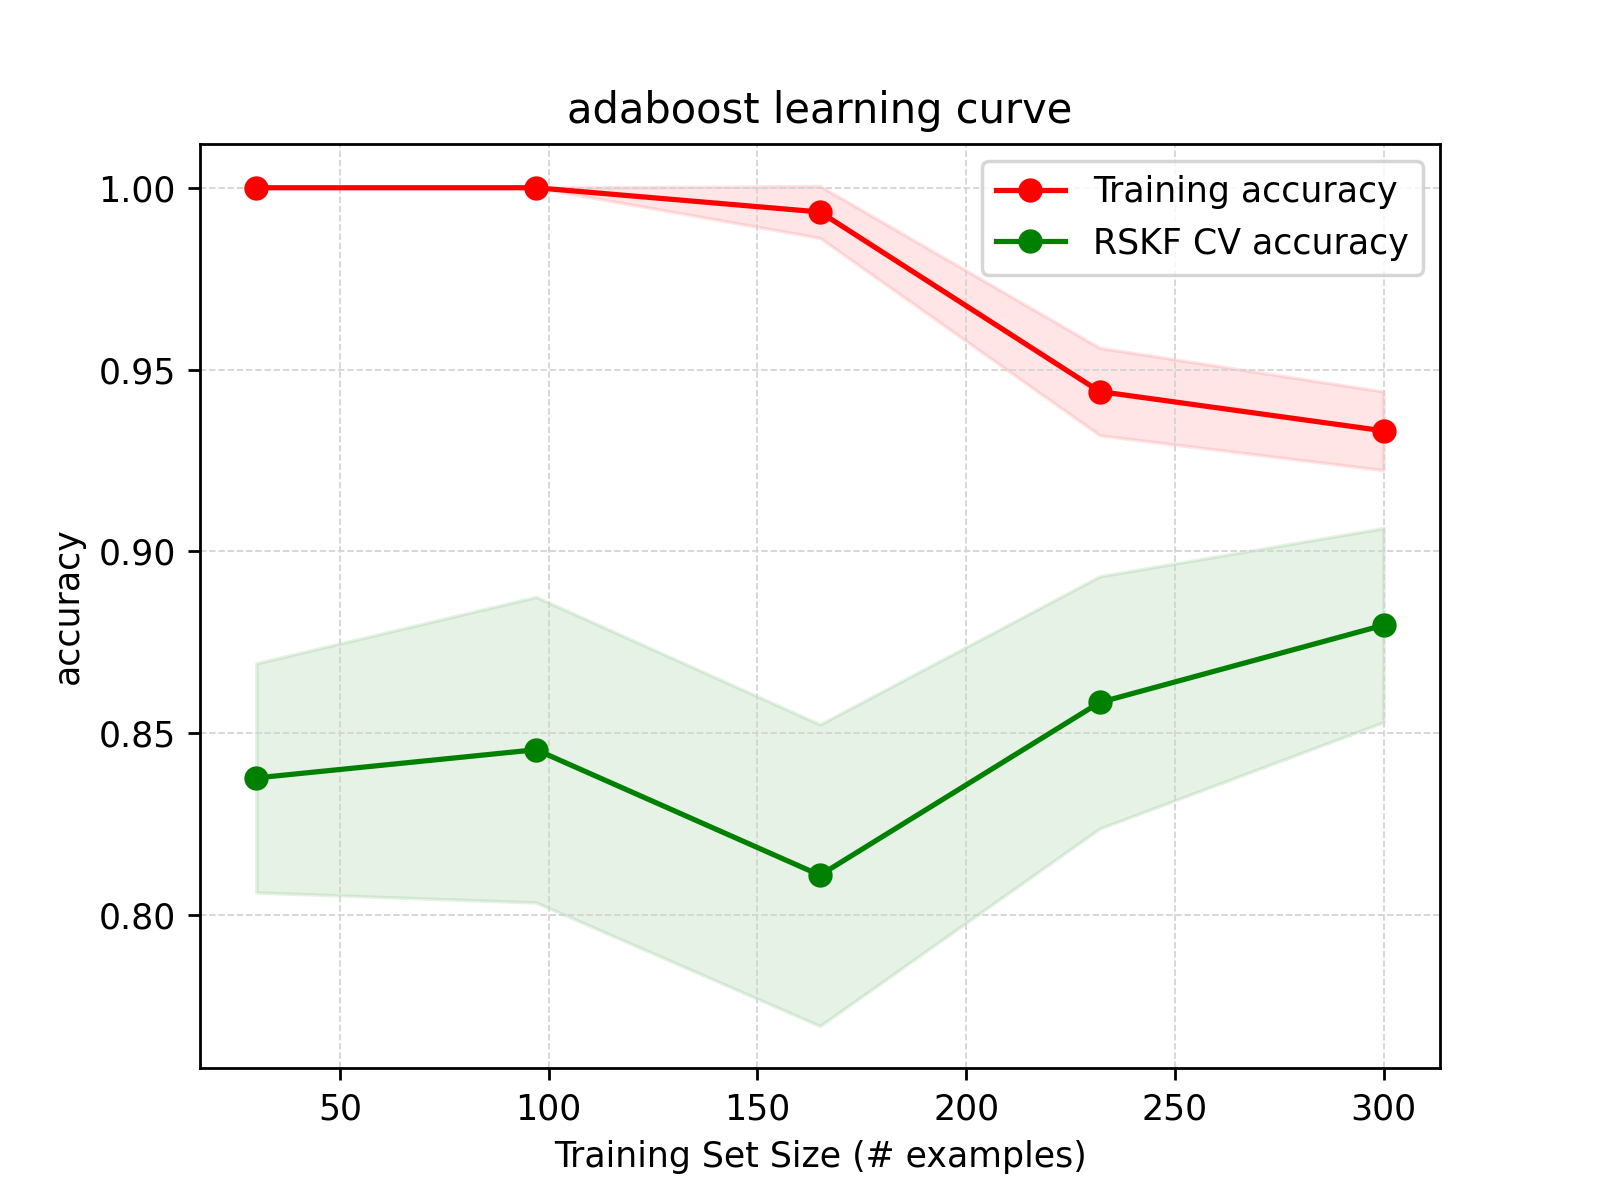 adaboost learning curve
Training accuracy
RSKF CV accuracy
1.00
0.95
0.90
0.85
0.80
accuracy
50 100 150 200 250 300
Training Set Size (# examples)